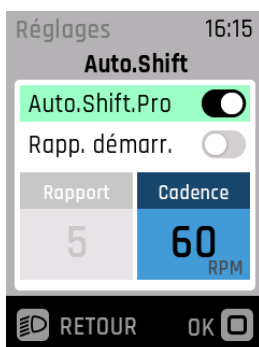 Réglages 16:15
Auto.Shift
Auto.Shift.Pro
Rapp. démarr.
Rapport Cadence
5 60
RPM
RETOUR OK